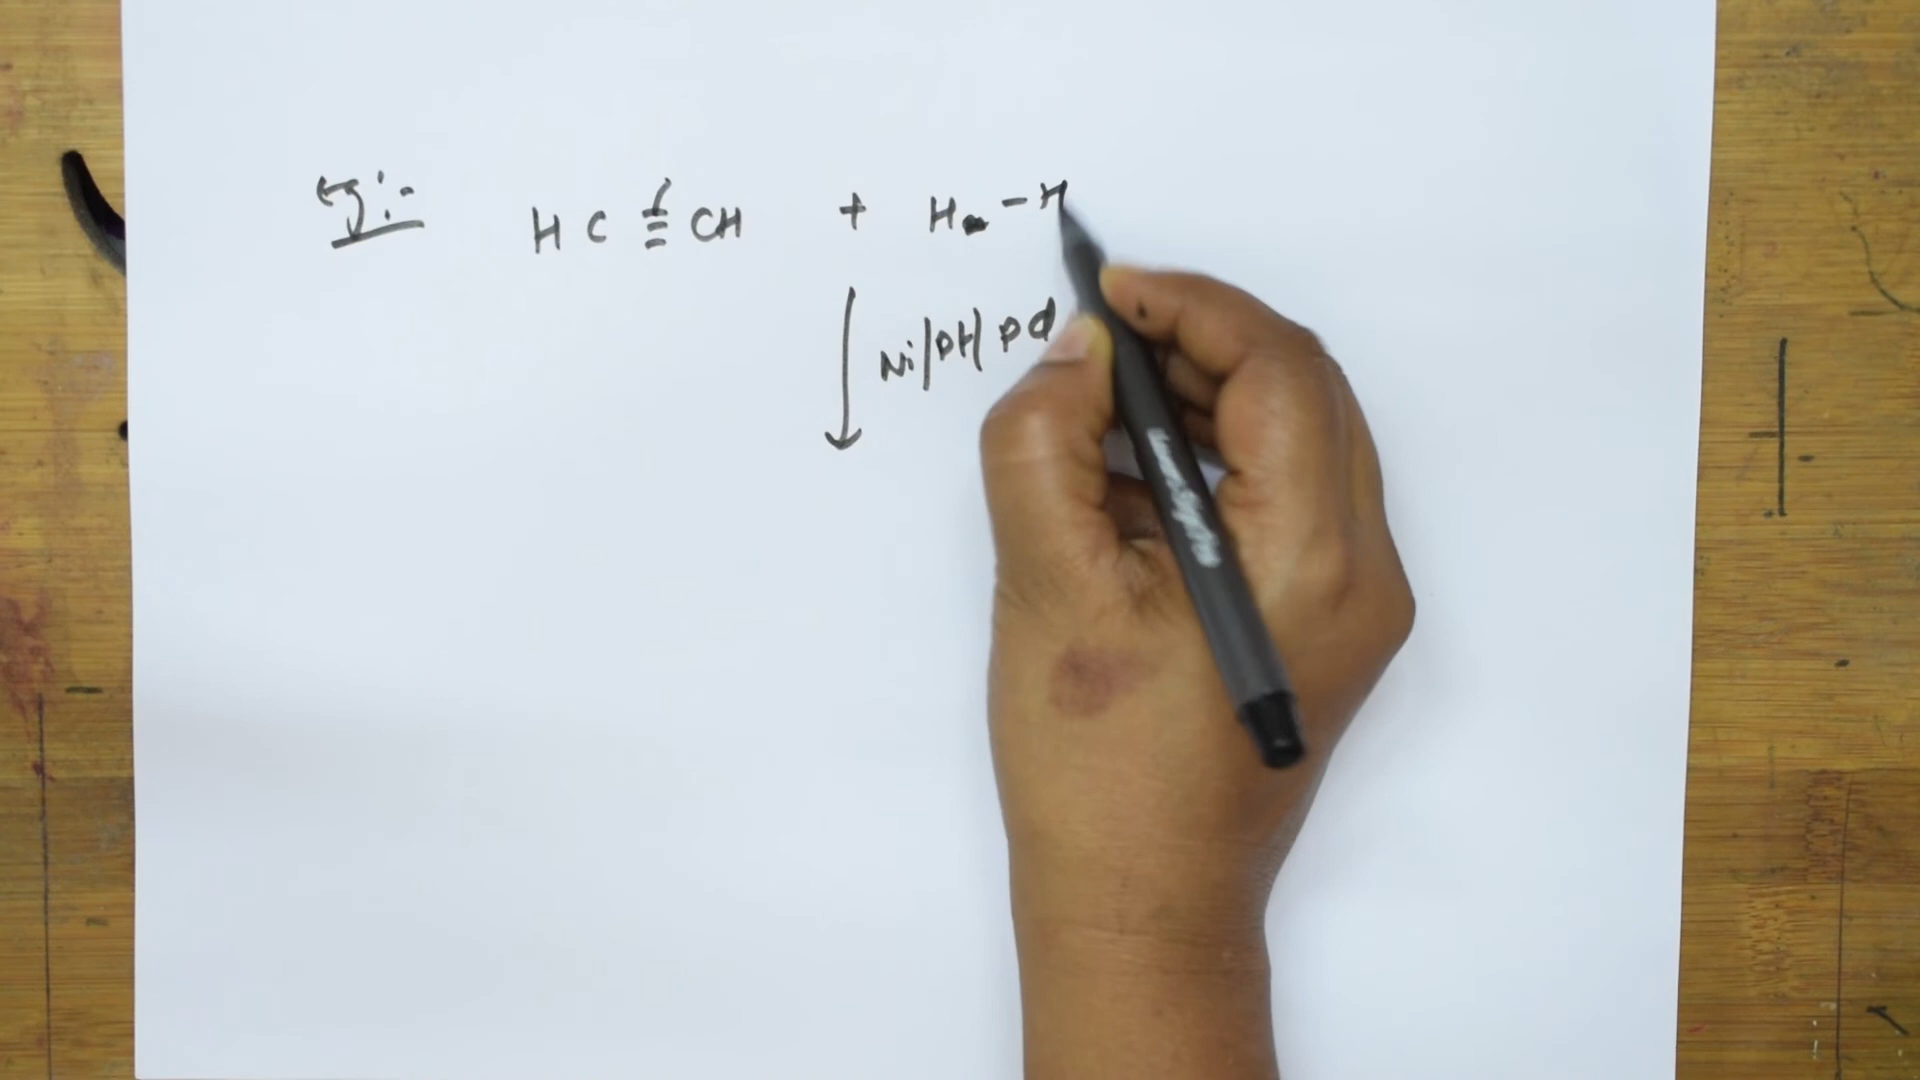 eg:-
HC ≡ CH + H - H
Ni/Pt/Pd